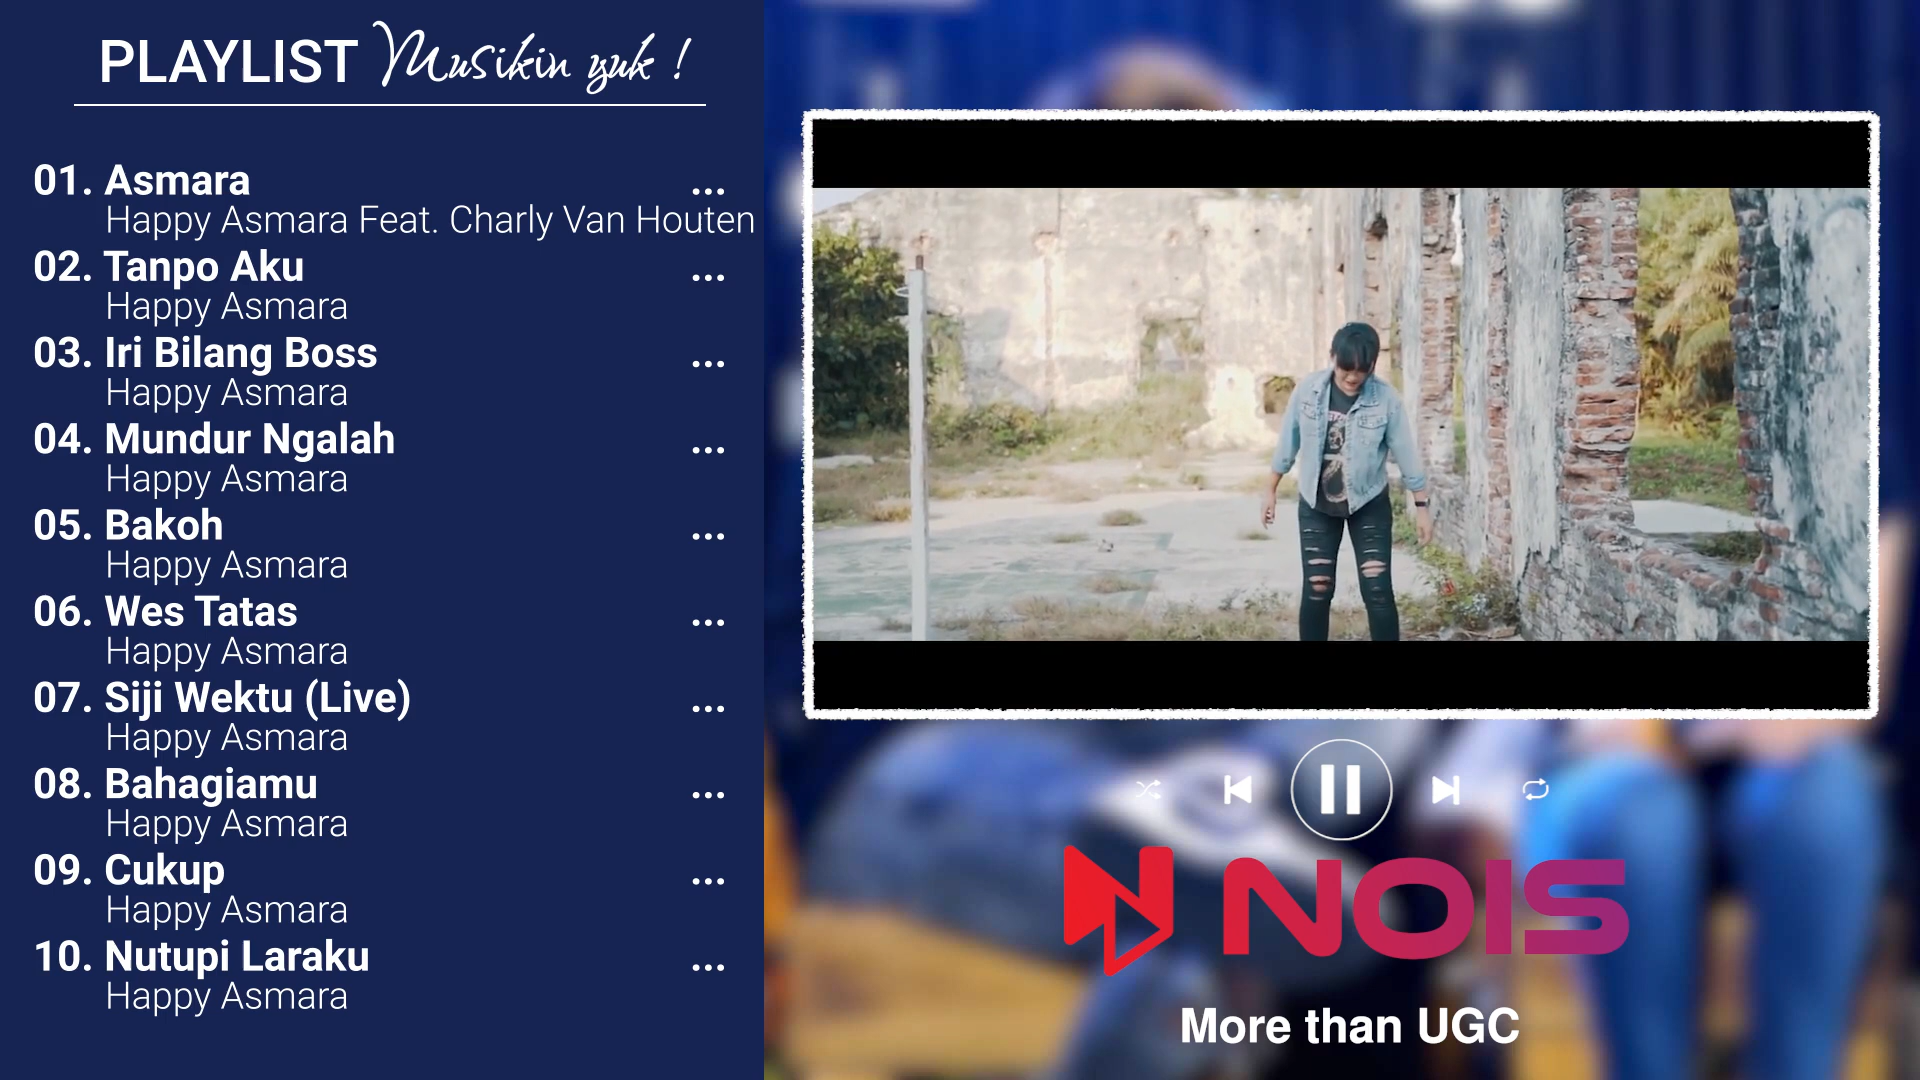 PLAYLIST Musikin yuk !
01. Asmara ...
Happy Asmara Feat. Charly Van Houten
02. Tanpo Aku ...
Happy Asmara
03. Iri Bilang Boss ...
Happy Asmara
04. Mundur Ngalah ...
Happy Asmara
05. Bakoh ...
Happy Asmara
06. Wes Tatas ...
Happy Asmara
07. Siji Wektu (Live) ...
Happy Asmara
08. Bahagiamu ...
Happy Asmara
09. Cukup ...
Happy Asmara
10. Nutupi Laraku ...
Happy Asmara
NOIS
More than UGC